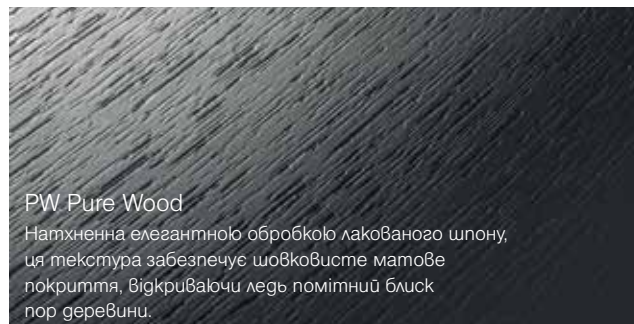 PW Pure Wood
Натхненна елегантною обробкою лакованого шпону,
ця текстура забезпечує шовковисте матове
покриття, відкриваючи ледь помітний блиск
пор деревини.